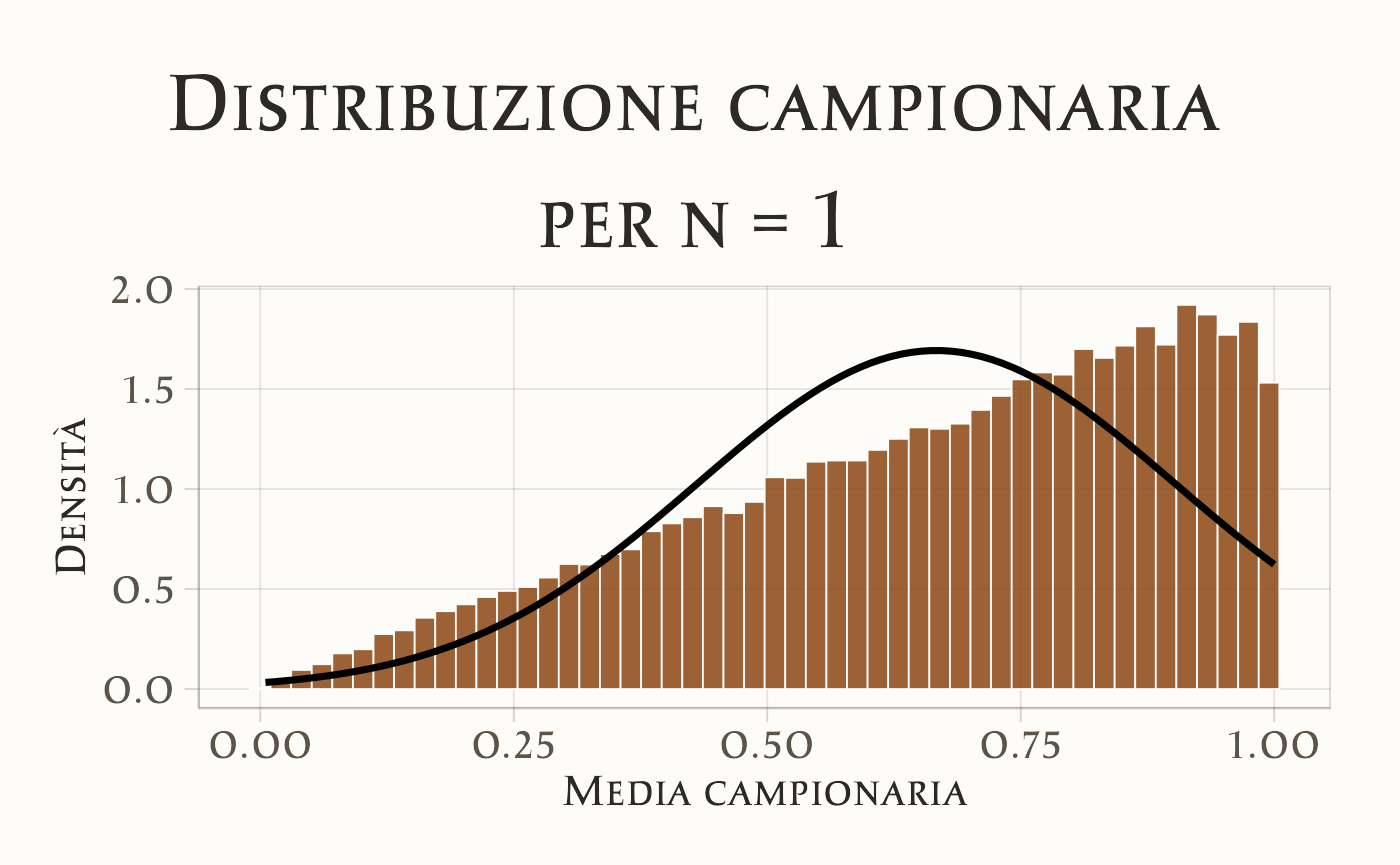 Distribuzione campionaria
per n = 1
2.0
1.5
1.0
0.5
0.0
Densità
0.00 0.25 0.50 0.75 1.00
Media campionaria